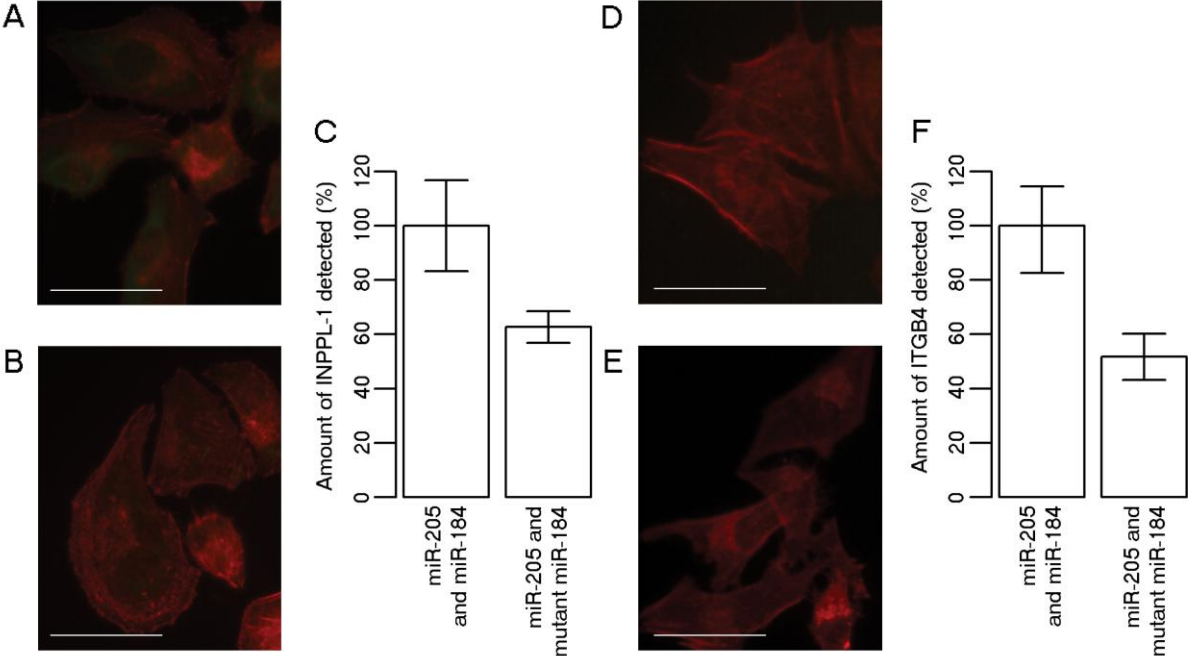 A
B
C
Amount of INPPL-1 detected (%)
0
20
40
60
80
100
120
miR-205
and miR-184
miR-205 and
mutant miR-184
D
E
F
Amount of ITGB4 detected (%)
0
20
40
60
80
100
120
miR-205
and miR-184
miR-205 and
mutant miR-184